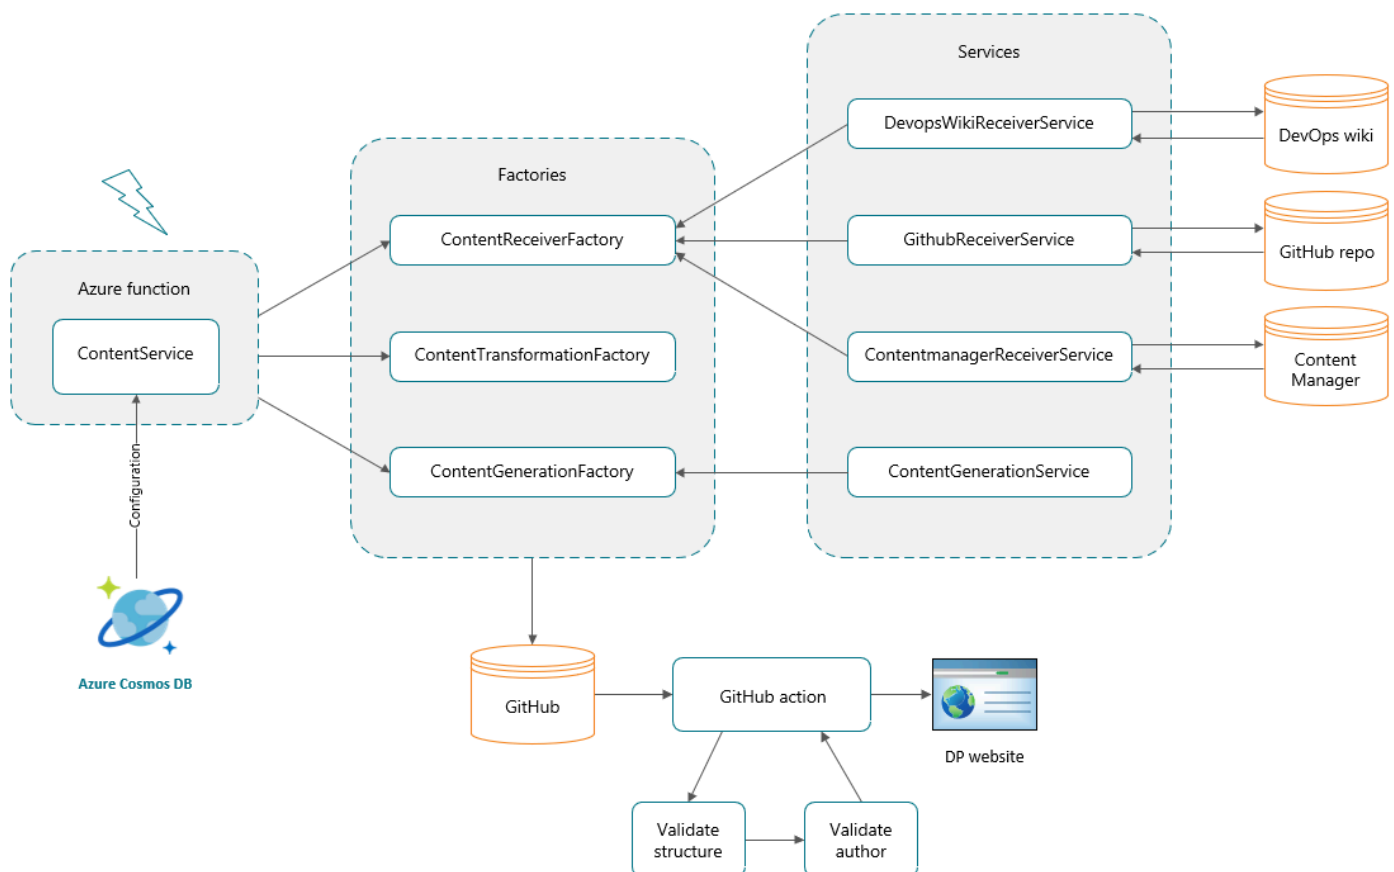 Services
DevopsWikiReceiverService
DevOps wiki
Factories
ContentReceiverFactory
GithubReceiverService
GitHub repo
Azure function
ContentService
ContentTransformationFactory
ContentmanagerReceiverService
Content
Manager
Configuration
ContentGenerationFactory
ContentGenerationService
Azure Cosmos DB
GitHub
GitHub action
DP website
Validate
structure
Validate
author